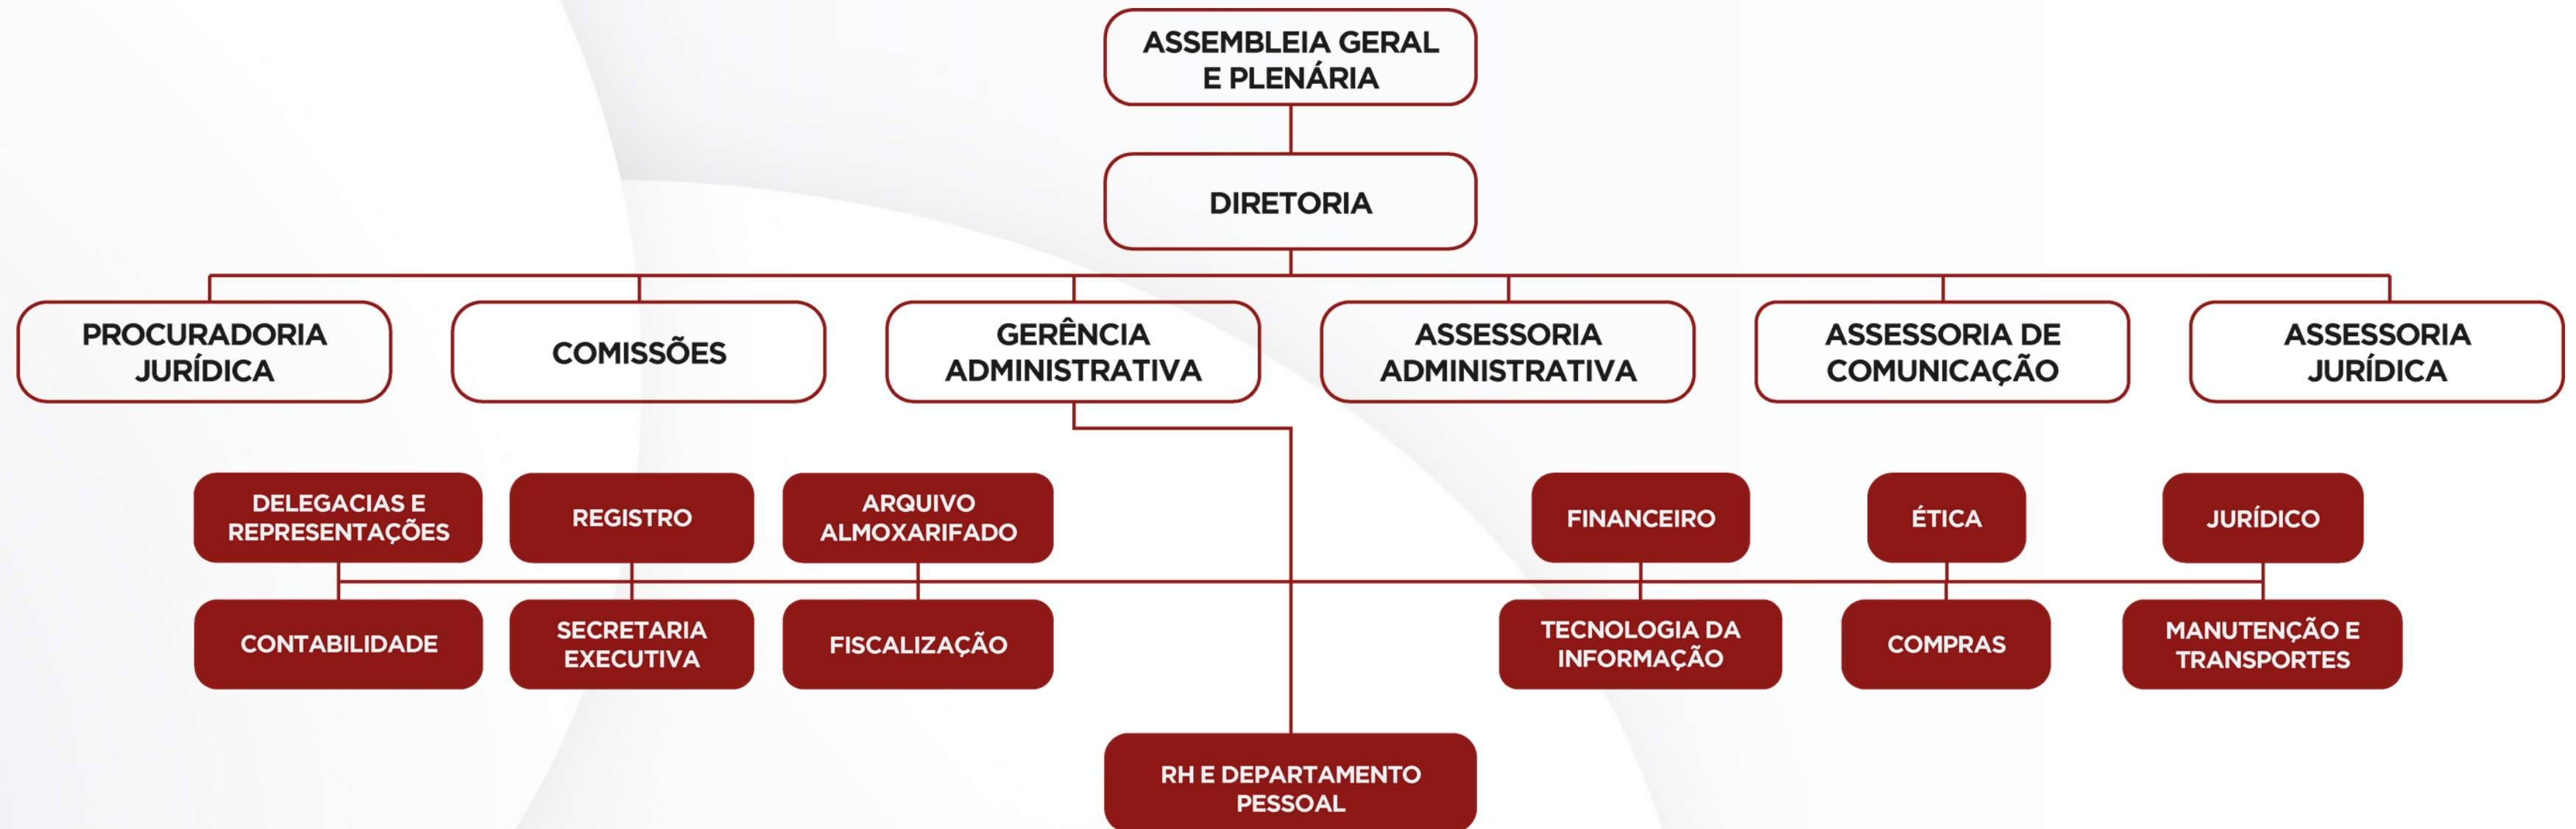 ASSEMBLEIA GERAL
E PLENÁRIA
DIRETORIA
PROCURADORIA
JURÍDICA
COMISSÕES
GERÊNCIA
ADMINISTRATIVA
ASSESSORIA
ADMINISTRATIVA
ASSESSORIA DE
COMUNICAÇÃO
ASSESSORIA
JURÍDICA
DELEGACIAS E
REPRESENTAÇÕES
REGISTRO
ARQUIVO
ALMOXARIFADO
FINANCEIRO
ÉTICA
JURÍDICO
CONTABILIDADE
SECRETARIA
EXECUTIVA
FISCALIZAÇÃO
TECNOLOGIA DA
INFORMAÇÃO
COMPRAS
MANUTENÇÃO E
TRANSPORTES
RH E DEPARTAMENTO
PESSOAL